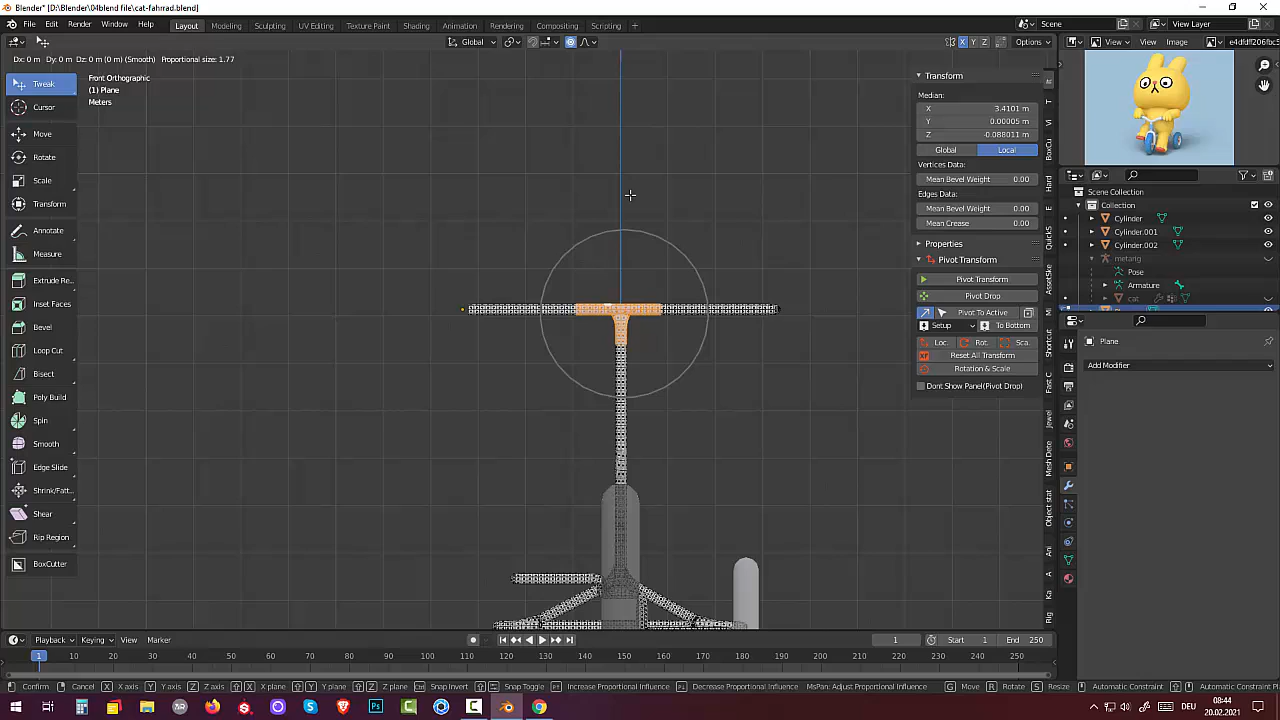 Blender* [D:\Blender\04blend file\cat-fahrrad.blend]
File Edit Render Window Help Layout Modeling Sculpting UV Editing Texture Paint Shading Animation Rendering Compositing Scripting Scene View Layer
Global Options View View Image
Dx: 0 m Dy: 0 m Dz: 0 m (0 m) (Smooth) Proportional size: 1.77
Front Orthographic
(1) Plane
Meters
Tweak
Cursor
Move
Rotate
Scale
Transform
Annotate
Measure
Extrude Re..
Inset Faces
Bevel
Loop Cut
Bisect
Poly Build
Spin
Smooth
Edge Slide
Shrink/Fatt..
Shear
Rip Region
BoxCutter
Transform
Median:
X 3.4101 m
Y 0.00005 m
Z -0.088011 m
Global Local
Vertices Data:
Mean Bevel Weight 0.00
Edges Data:
Mean Bevel Weight 0.00
Mean Crease 0.00
Properties
Pivot Transform
Pivot Transform
Pivot Drop
Pivot To Active
Setup To Bottom
Loc. Rot. Sca.
Reset All Transform
Rotation & Scale
Dont Show Panel(Pivot Drop)
Scene Collection
Collection
Cylinder
Cylinder.001
Cylinder.002
metarig
Pose
Armature
cat
Plane
Add Modifier
Playback Keying View Marker 1 Start 1 End 250
1 10 20 30 40 50 60 70 80 90 100 110 120 130 140 150 160 170 180 190 200 210 220 230 240 250
Confirm Cancel X X axis Y Y axis Z Z axis X X plane Y Y plane Z Z plane Snap Invert Snap Toggle Increase Proportional Influence Decrease Proportional Influence MsPan: Adjust Proportional Influence G Move R Rotate S Resize Automatic Constraint Automatic Constraint Pla
DEU 08:44
20.02.2021